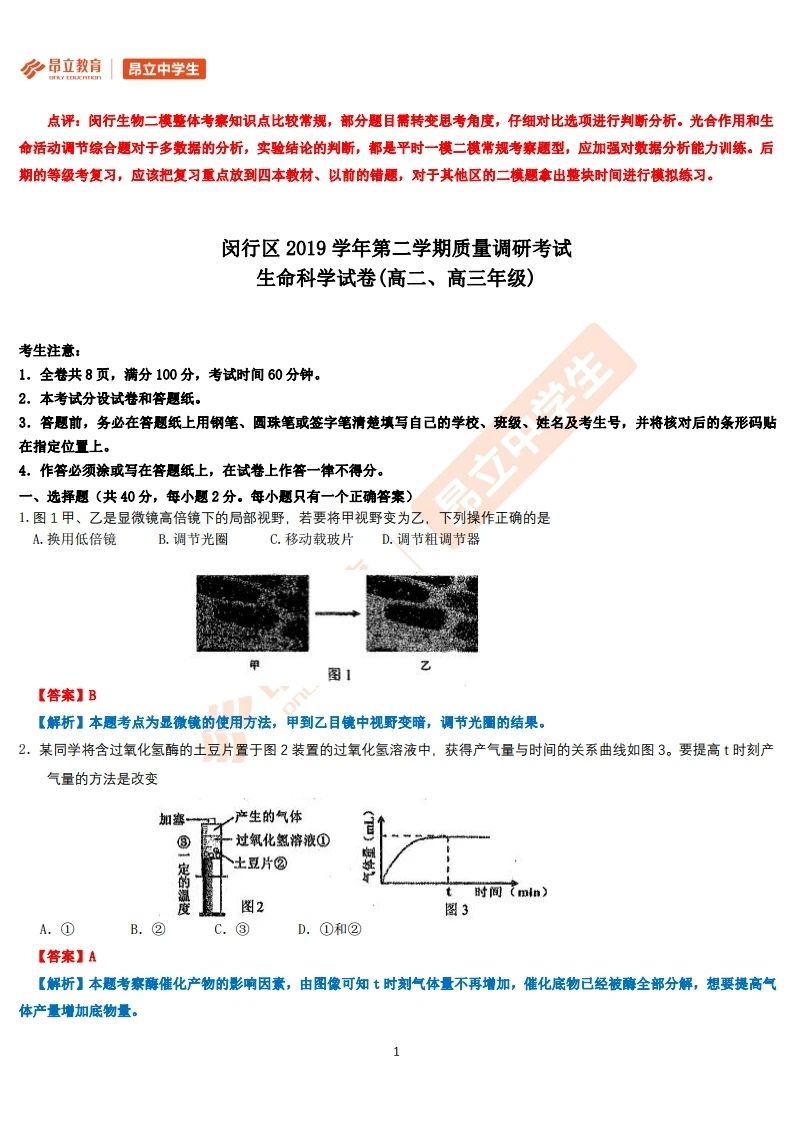 昂立教育
ONLY EDUCATION
昂立中学生
点评：闵行生物二模整体考察知识点比较常规，部分题目需转变思考角度，仔细对比选项进行判断分析。光合作用和生
命活动调节综合题对于多数据的分析，实验结论的判断，都是平时一模二模常规考察题型，应加强对数据分析能力训练。后
期的等级考复习，应该把复习重点放到四本教材、以前的错题，对于其他区的二模题拿出整块时间进行模拟练习。
闵行区 2019 学年第二学期质量调研考试
生命科学试卷(高二、高三年级)
考生注意：
1．全卷共 8 页，满分 100 分，考试时间 60 分钟。
2．本考试分设试卷和答题纸。
3．答题前，务必在答题纸上用钢笔、圆珠笔或签字笔清楚填写自己的学校、班级、姓名及考生号，并将核对后的条形码贴
在指定位置上。
4．作答必须涂或写在答题纸上，在试卷上作答一律不得分。
一、选择题（共 40 分，每小题 2 分。每小题只有一个正确答案）
1.图 1 甲、乙是显微镜高倍镜下的局部视野，若要将甲视野变为乙，下列操作正确的是
A.换用低倍镜 B.调节光圈 C.移动载玻片 D.调节粗调节器
甲 乙
图1
【答案】B
【解析】本题考点为显微镜的使用方法，甲到乙目镜中视野变暗，调节光圈的结果。
2．某同学将含过氧化氢酶的土豆片置于图 2 装置的过氧化氢溶液中，获得产气量与时间的关系曲线如图 3。要提高 t 时刻产
气量的方法是改变
加塞
产生的气体
过氧化氢溶液①
土豆片②
③一定的温度
图2
气体量（mL）
t 时间（min）
图3
A．① B．② C．③ D．①和②
【答案】A
【解析】本题考察酶催化产物的影响因素，由图像可知 t 时刻气体量不再增加，催化底物已经被酶全部分解，想要提高气
体产量增加底物量。
1
昂立中学生